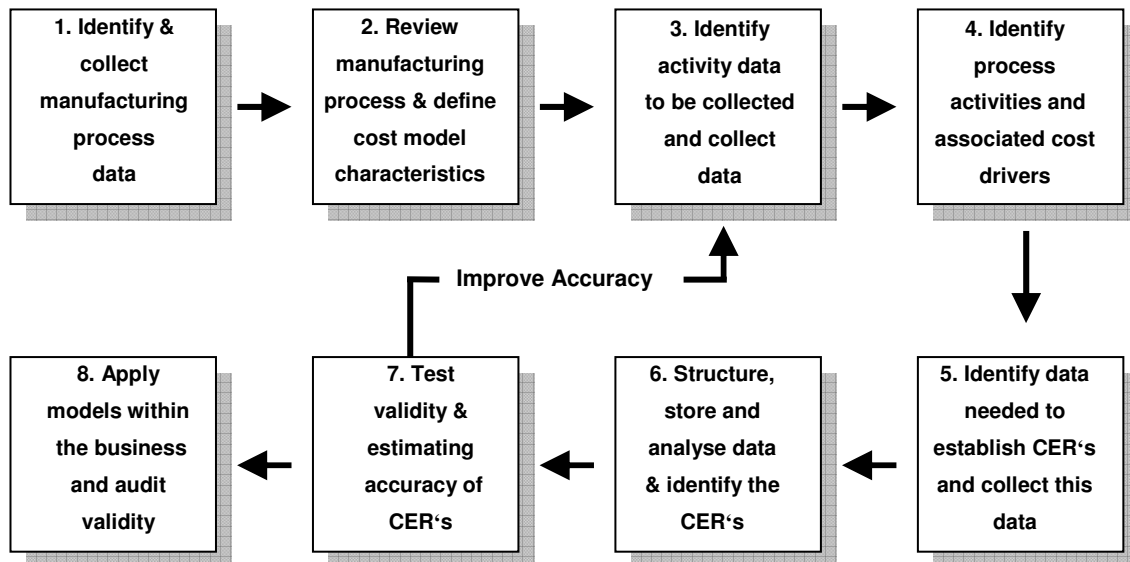 1. Identify &
collect
manufacturing
process
data
2. Review
manufacturing
process & define
cost model
characteristics
3. Identify
activity data
to be collected
and collect
data
4. Identify
process
activities and
associated cost
drivers
Improve Accuracy
5. Identify data
needed to
establish CER‘s
and collect this
data
6. Structure,
store and
analyse data
& identify the
CER‘s
7. Test
validity &
estimating
accuracy of
CER‘s
8. Apply
models within
the business
and audit
validity